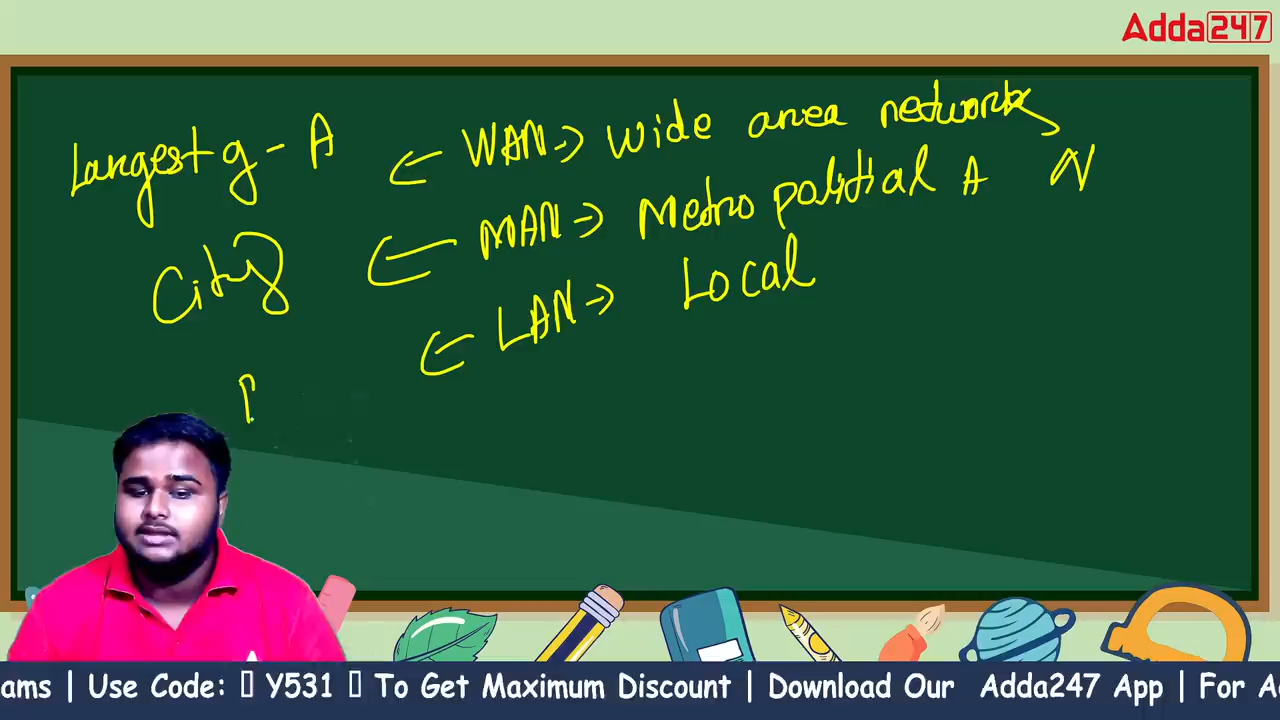 Adda247
Largest g - A ← WAN → wide area network
City ← MAN → Metro politial A N
← LAN → Local
ams | Use Code: Y531 To Get Maximum Discount | Download Our Adda247 App | For Ad